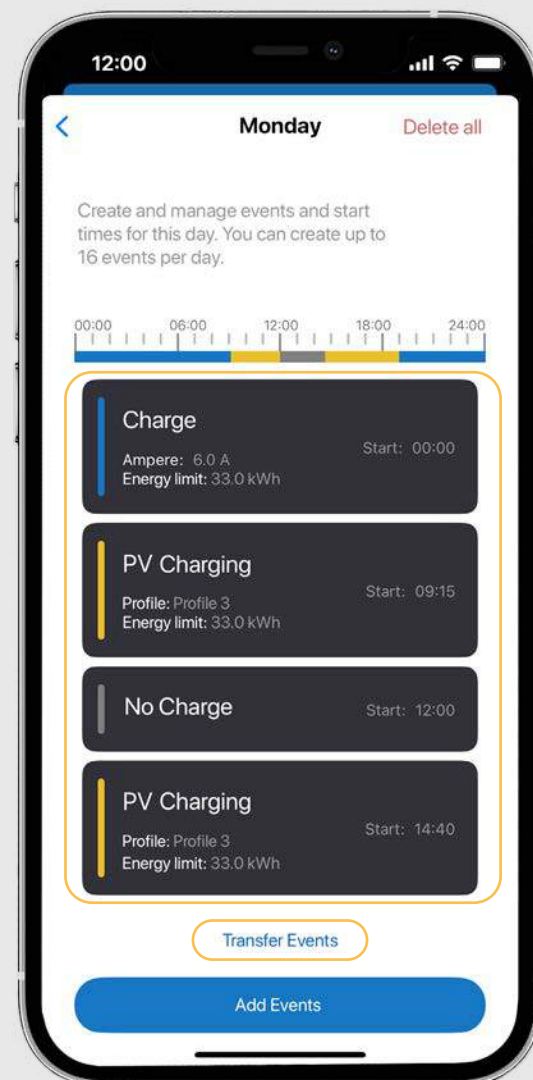 12:00
Monday
Delete all
Create and manage events and start
times for this day. You can create up to
16 events per day.
00:00 06:00 12:00 18:00 24:00
Charge
Start: 00:00
Ampere: 6.0 A
Energy limit: 33.0 kWh
PV Charging
Start: 09:15
Profile: Profile 3
Energy limit: 33.0 kWh
No Charge
Start: 12:00
PV Charging
Start: 14:40
Profile: Profile 3
Energy limit: 33.0 kWh
Transfer Events
Add Events